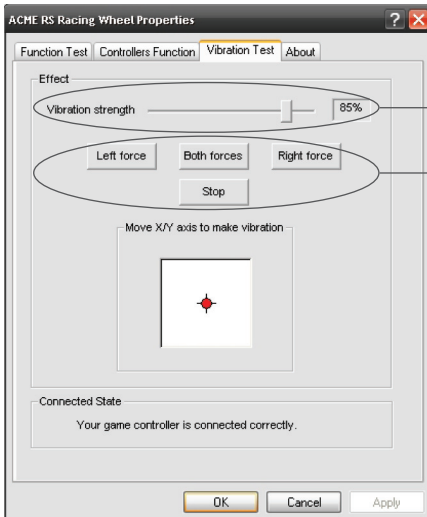 ACME RS Racing Wheel Properties
Function Test Controllers Function Vibration Test About
Effect
Vibration strength 85%
Left force Both forces Right force
Stop
Move X/Y axis to make vibration
Connected State
Your game controller is connected correctly.
OK Cancel Apply